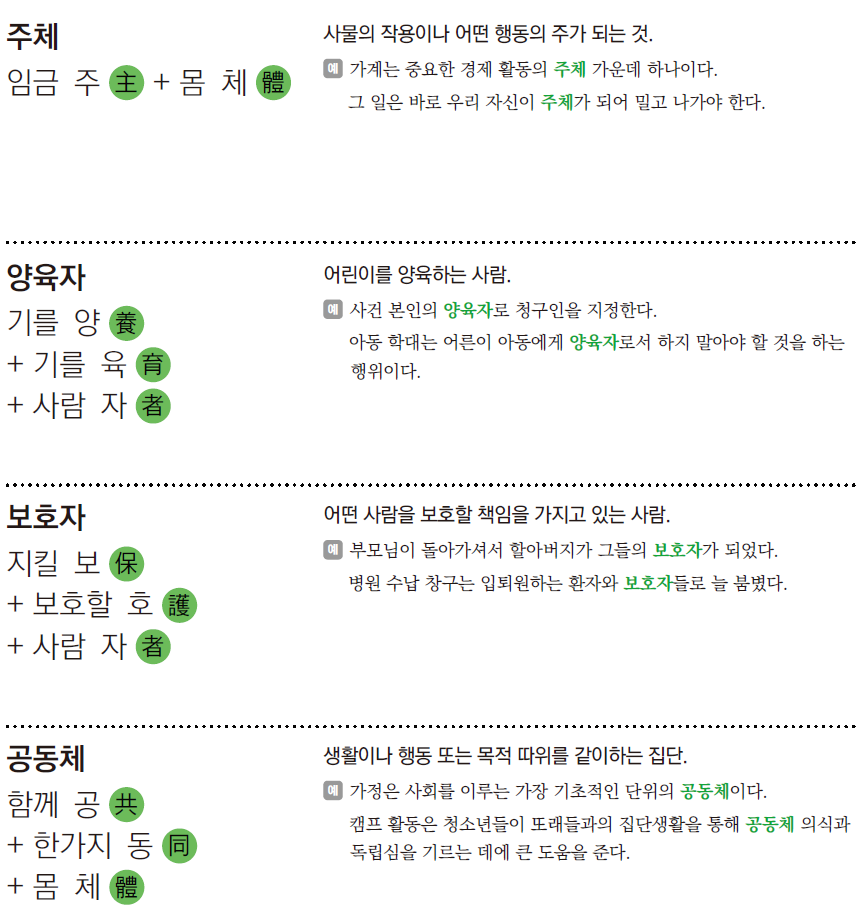 주체
임금 주 主 + 몸 체 體
사물의 작용이나 어떤 행동의 주가 되는 것.
예 가계는 중요한 경제 활동의 주체 가운데 하나이다.
그 일은 바로 우리 자신이 주체가 되어 밀고 나가야 한다.
양육자
기를 양 養
+ 기를 육 育
+ 사람 자 者
어린이를 양육하는 사람.
예 사건 본인의 양육자로 청구인을 지정한다.
아동 학대는 어른이 아동에게 양육자로서 하지 말아야 할 것을 하는
행위이다.
보호자
지킬 보 保
+ 보호할 호 護
+ 사람 자 者
어떤 사람을 보호할 책임을 가지고 있는 사람.
예 부모님이 돌아가셔서 할아버지가 그들의 보호자가 되었다.
병원 수납 창구는 입퇴원하는 환자와 보호자들로 늘 붐볐다.
공동체
함께 공 共
+ 한가지 동 同
+ 몸 체 體
생활이나 행동 또는 목적 따위를 같이하는 집단.
예 가정은 사회를 이루는 가장 기초적인 단위의 공동체이다.
캠프 활동은 청소년들이 또래들과의 집단생활을 통해 공동체 의식과
독립심을 기르는 데에 큰 도움을 준다.